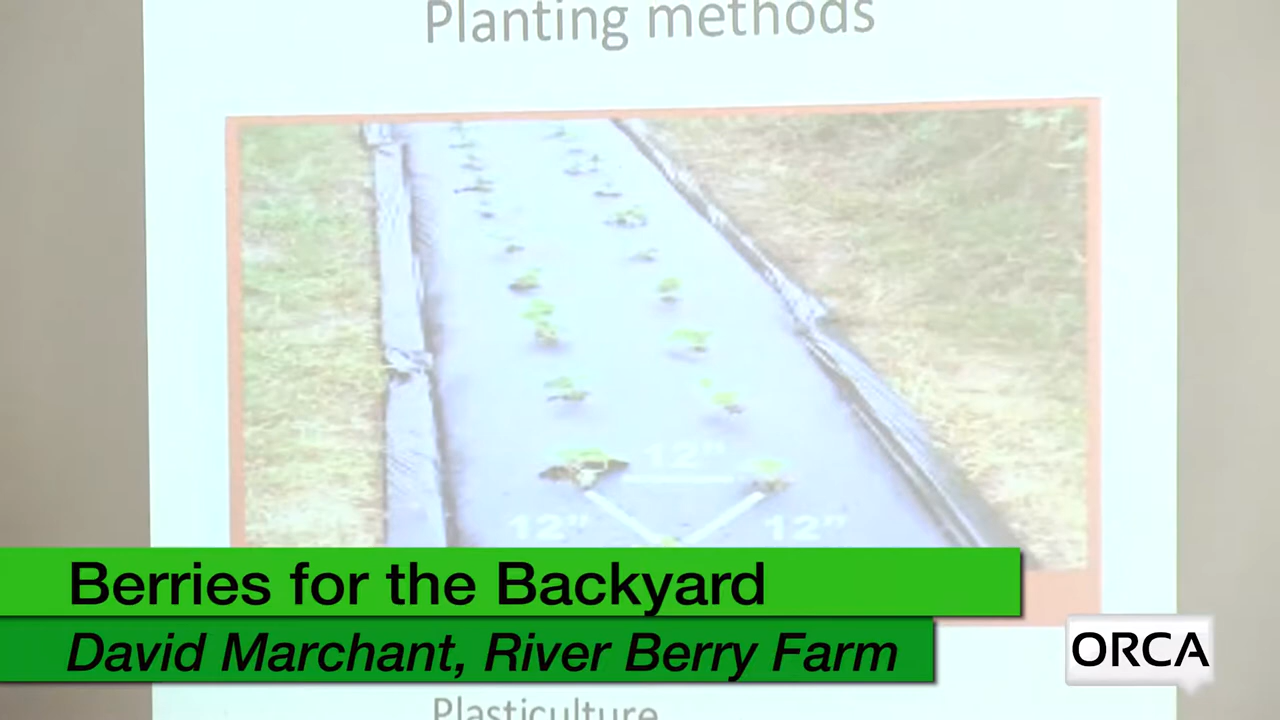 Planting methods
12"
12" 12"
Berries for the Backyard
David Marchant, River Berry Farm
ORCA
Plasticulture